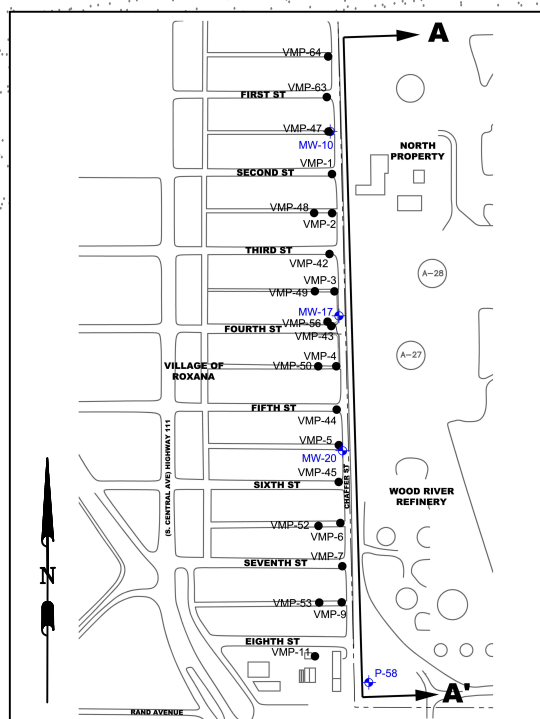 A
VMP-64
VMP-63
FIRST ST
VMP-47
MW-10
NORTH
PROPERTY
VMP-1
SECOND ST
VMP-48
VMP-2
THIRD ST
VMP-42
VMP-3
A-28
VMP-49
MW-17
VMP-56
FOURTH ST
VMP-43
VMP-4
A-27
VMP-50
VILLAGE OF
ROXANA
FIFTH ST
VMP-44
VMP-5
MW-20
(S. CENTRAL AVE) HIGHWAY 111
CHAFFER ST
VMP-45
SIXTH ST
WOOD RIVER
REFINERY
VMP-52
VMP-6
VMP-7
SEVENTH ST
N
VMP-53
VMP-9
EIGHTH ST
VMP-11
P-58
A'
RAND AVENUE